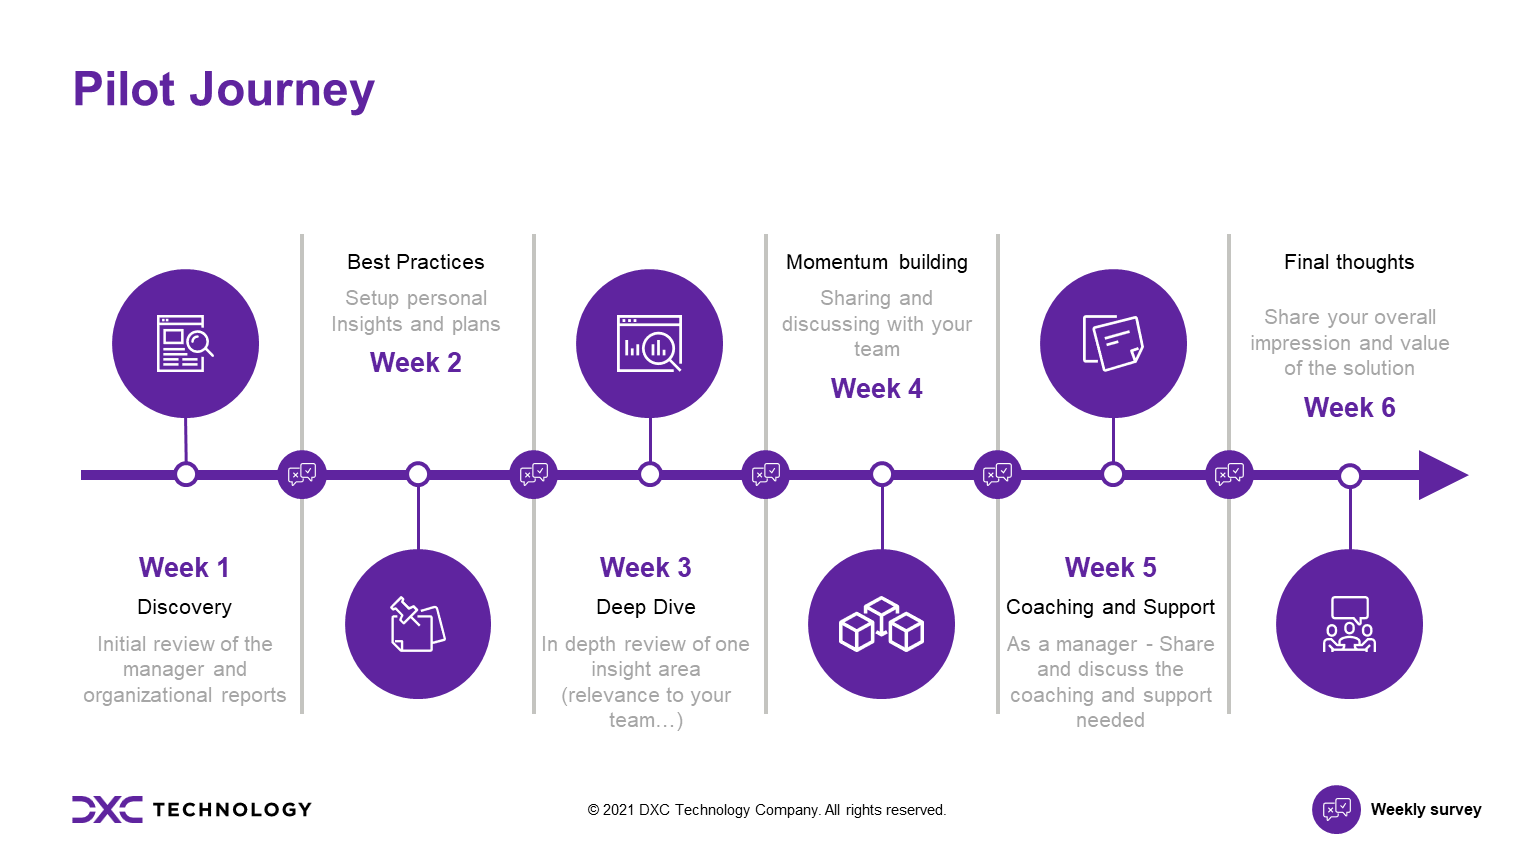 Pilot Journey
Week 1
Discovery
Initial review of the
manager and
organizational reports
Best Practices
Setup personal
Insights and plans
Week 2
Week 3
Deep Dive
In depth review of one
insight area
(relevance to your
team…)
Momentum building
Sharing and
discussing with your
team
Week 4
Week 5
Coaching and Support
As a manager - Share
and discuss the
coaching and support
needed
Final thoughts
Share your overall
impression and value
of the solution
Week 6
DXC TECHNOLOGY
© 2021 DXC Technology Company. All rights reserved.
Weekly survey